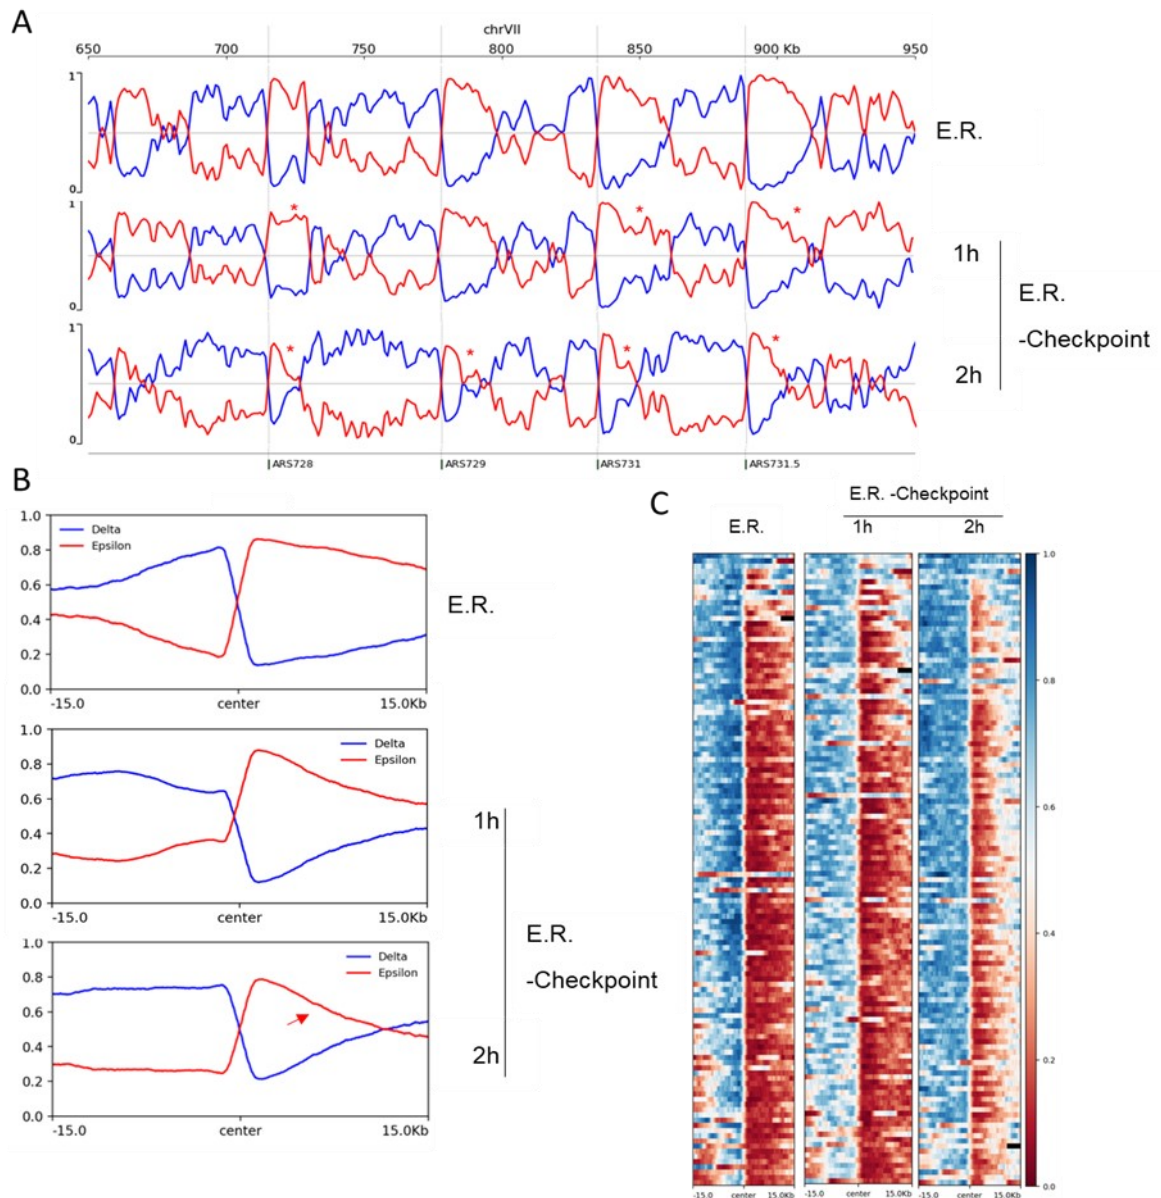 A
chrVII
650 700 750 800 850 900 Kb 950
1
0
E.R.
1
0
1h
1
0
2h
E.R.
-Checkpoint
ARS728 ARS729 ARS731 ARS731.5
B
1.0
0.8
0.6
0.4
0.2
0.0
Delta
Epsilon
-15.0 center 15.0Kb
E.R.
1.0
0.8
0.6
0.4
0.2
0.0
Delta
Epsilon
-15.0 center 15.0Kb
1h
1.0
0.8
0.6
0.4
0.2
0.0
Delta
Epsilon
-15.0 center 15.0Kb
2h
E.R.
-Checkpoint
C
E.R. -Checkpoint
E.R. 1h 2h
1.0
0.8
0.6
0.4
0.2
0.0
-15.0 center 15.0Kb -15.0 center 15.0Kb -15.0 center 15.0Kb